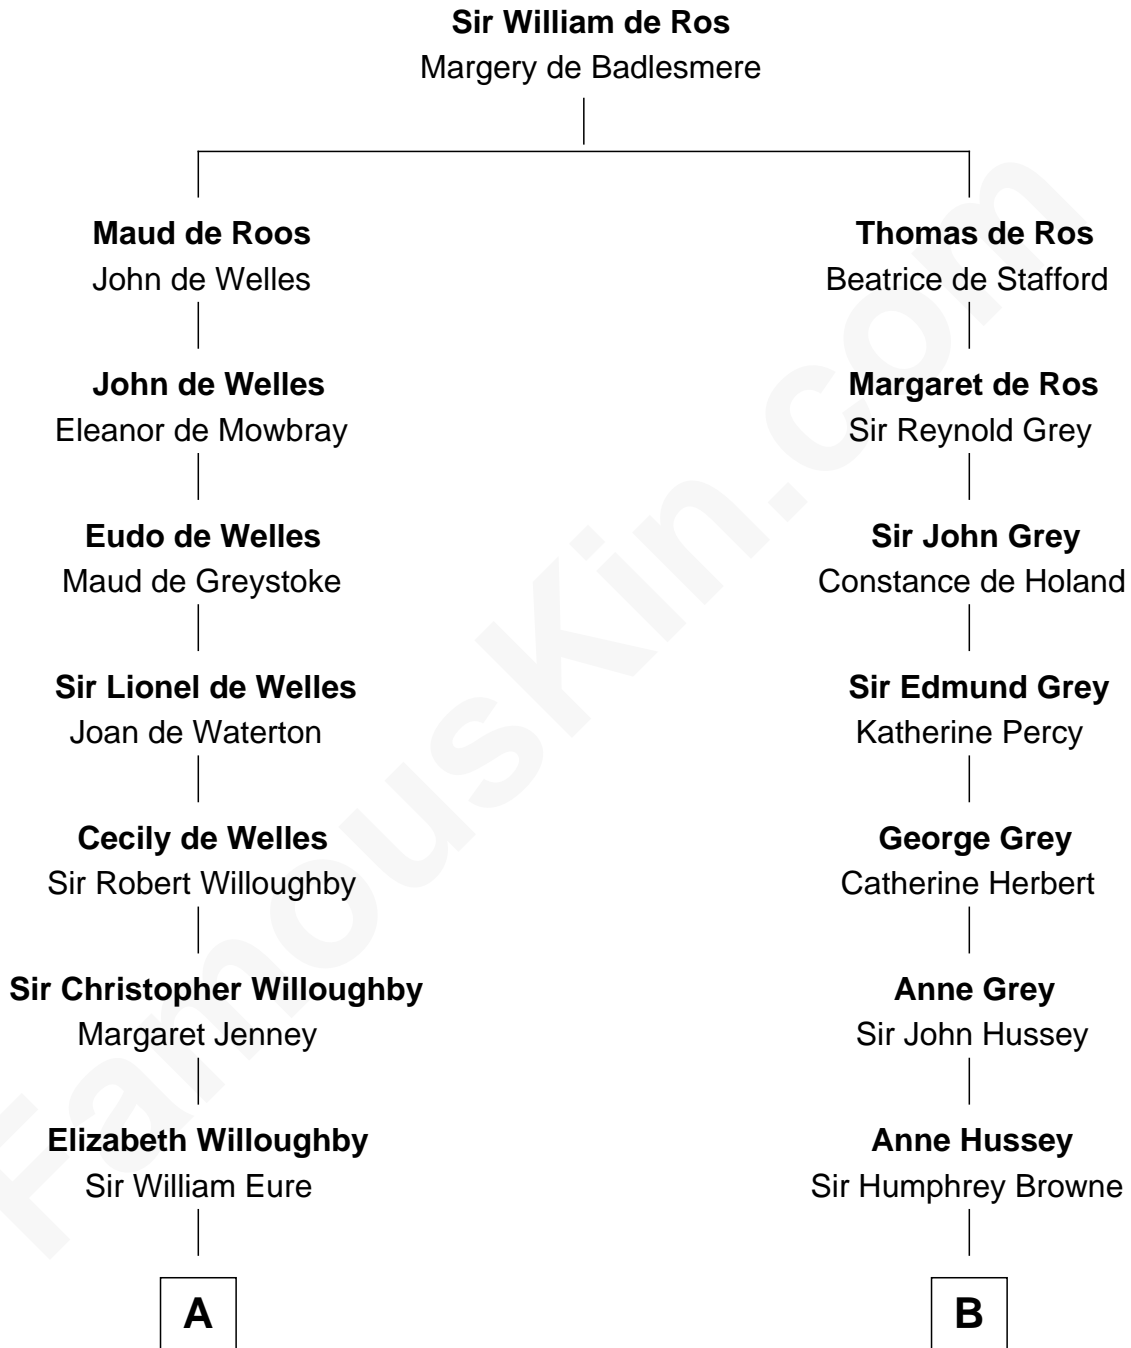 Sir William de Ros
Margery de Badlesmere
Maud de Roos
John de Welles
Thomas de Ros
Beatrice de Stafford
John de Welles
Eleanor de Mowbray
Margaret de Ros
Sir Reynold Grey
Eudo de Welles
Maud de Greystoke
Sir John Grey
Constance de Holand
Sir Lionel de Welles
Joan de Waterton
Sir Edmund Grey
Katherine Percy
Cecily de Welles
Sir Robert Willoughby
George Grey
Catherine Herbert
Sir Christopher Willoughby
Margaret Jenney
Anne Grey
Sir John Hussey
Elizabeth Willoughby
Sir William Eure
Anne Hussey
Sir Humphrey Browne
A
B
FamousKin.com